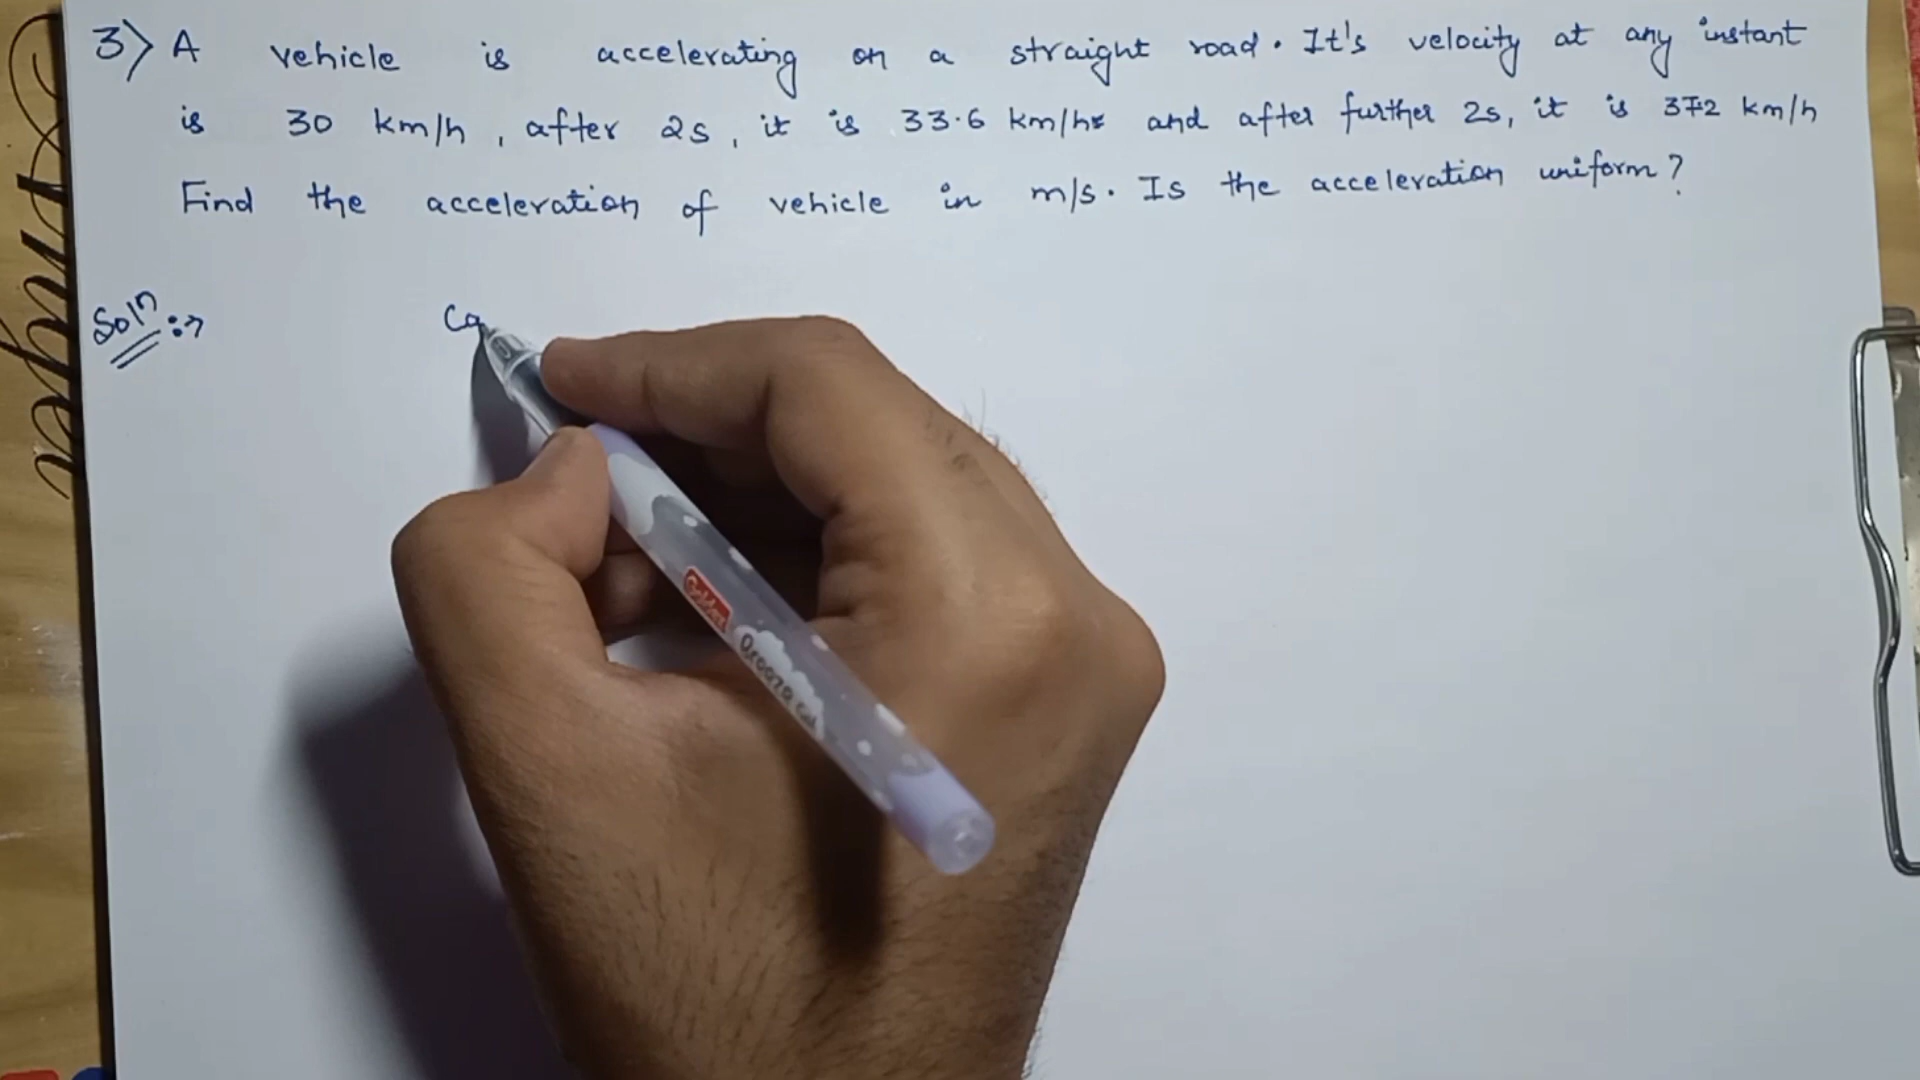 3) A vehicle is accelerating on a straight road. It's velocity at any instant
is 30 km/h, after 2s, it is 33.6 km/h and after further 2s, it is 37.2 km/h
Find the acceleration of vehicle in m/s. Is the acceleration uniform?
Soln :→
Ca
Goldex